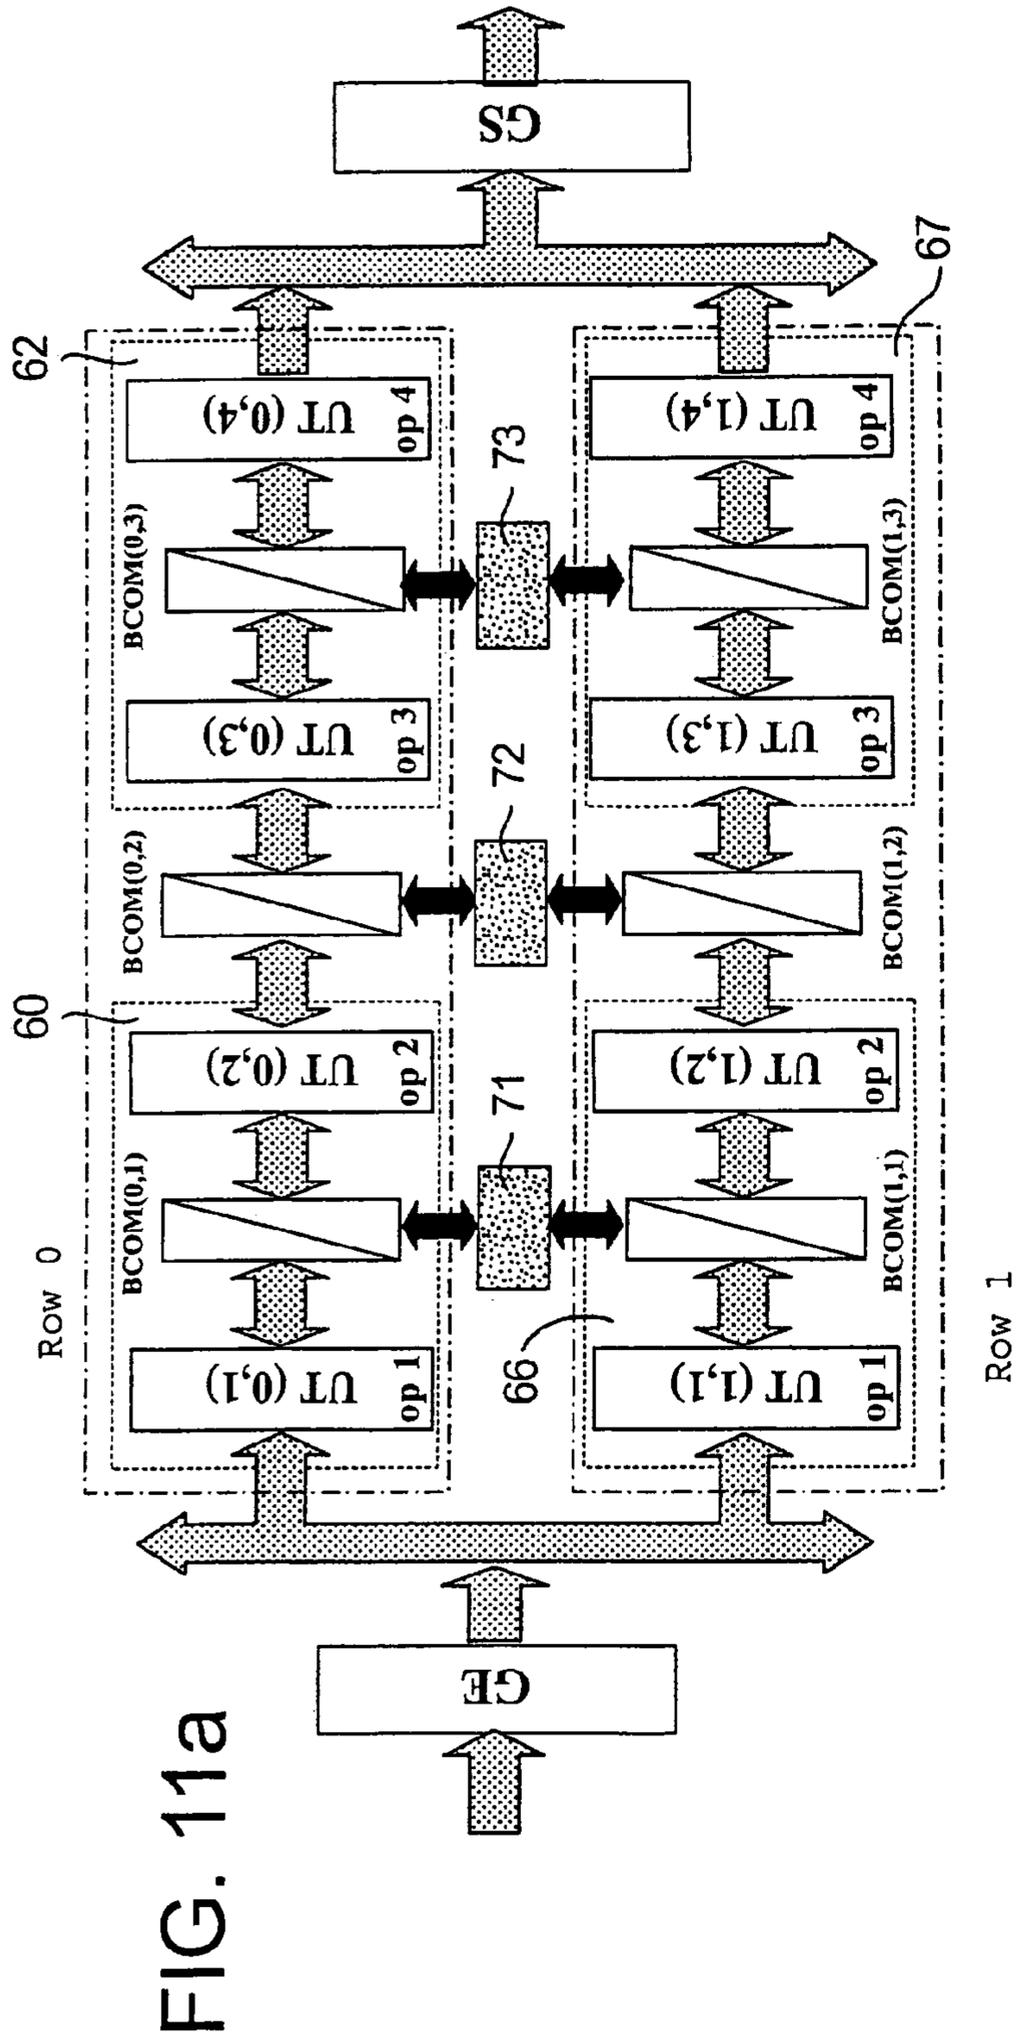 FIG. 11a
Row 0
60
62
BCOM(0,1)
BCOM(0,2)
BCOM(0,3)
UT (0,1)
op 1
UT (0,2)
op 2
UT (0,3)
op 3
UT (0,4)
op 4
GE
71
72
73
GS
66
67
UT (1,1)
op 1
UT (1,2)
op 2
UT (1,3)
op 3
UT (1,4)
op 4
BCOM(1,1)
BCOM(1,2)
BCOM(1,3)
Row 1